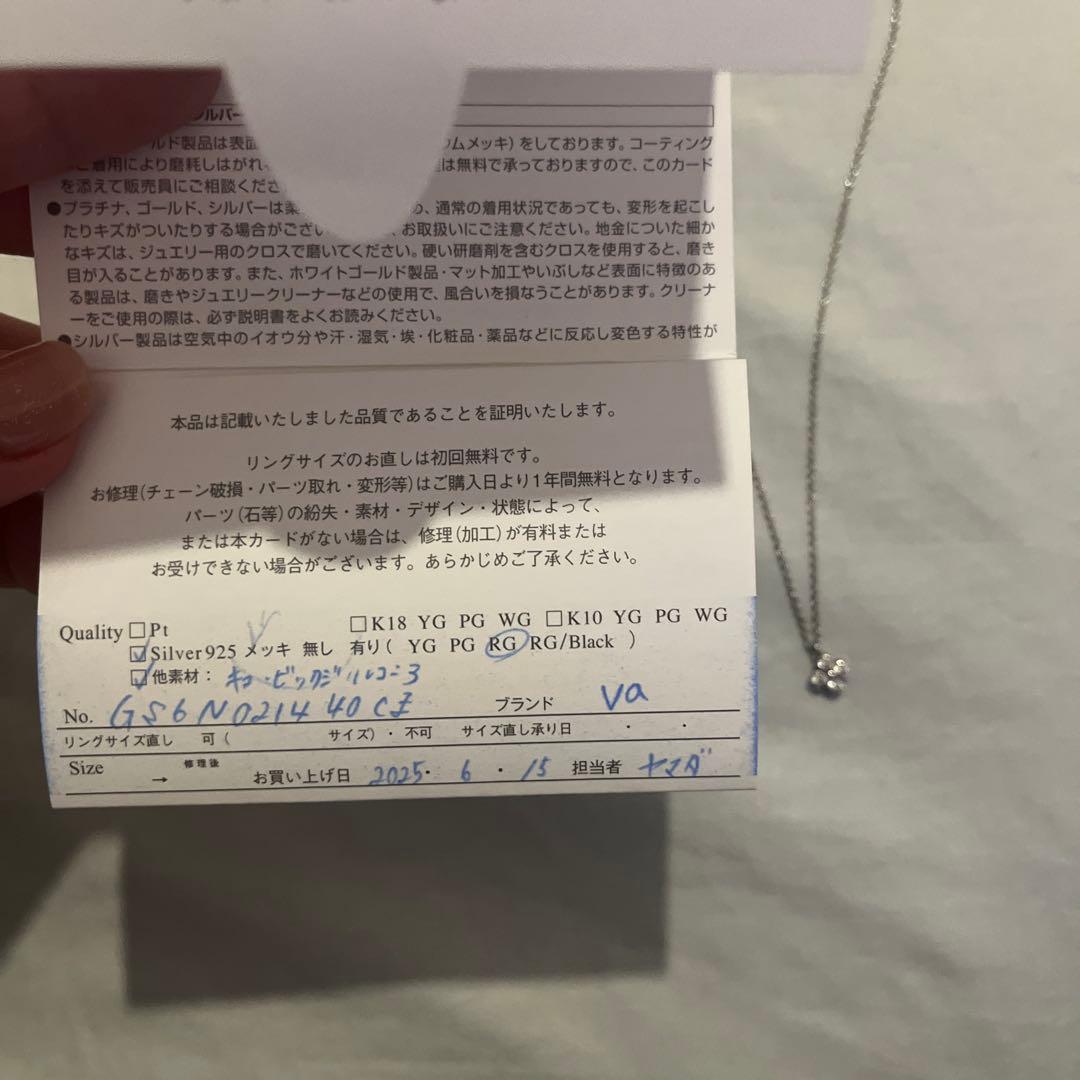 シルバー
ルド製品は表面 ウムメッキ）をしております。コーティング
ご着用により磨耗しはがれ は無料で承っておりますので、このカード
を添えて販売員にご相談くださ
●プラチナ、ゴールド、シルバーは柔 め、通常の着用状況であっても、変形を起こし
たりキズがついたりする場合がござい お取扱いにご注意ください。地金についた細か
なキズは、ジュエリー用のクロスで磨いてください。硬い研磨剤を含むクロスを使用すると、磨き
目が入ることがあります。また、ホワイトゴールド製品・マット加工やいぶしなど表面に特徴のあ
る製品は、磨きやジュエリークリーナーなどの使用で、風合いを損なうことがあります。クリーナ
ーをご使用の際は、必ず説明書をよくお読みください。
●シルバー製品は空気中のイオウ分や汗・湿気・埃・化粧品・薬品などに反応し変色する特性が
本品は記載いたしました品質であることを証明いたします。
リングサイズのお直しは初回無料です。
お修理（チェーン破損・パーツ取れ・変形等）はご購入日より1年間無料となります。
パーツ（石等）の紛失・素材・デザイン・状態によって、
または本カードがない場合は、修理（加工）が有料または
お受けできない場合がございます。あらかじめご了承ください。
Quality □Pt □K18 YG PG WG □K10 YG PG WG
☑Silver925 メッキ 無し 有り（ YG PG RG RG/Black ）
☑他素材： キュービックジルコニア
No. GS6N0214 40CZ ブランド va
リングサイズ直し 可（ サイズ）・不可 サイズ直し承り日 ・ ・
Size → 修理後 お買い上げ日 2025・6・15 担当者 ヤマダ